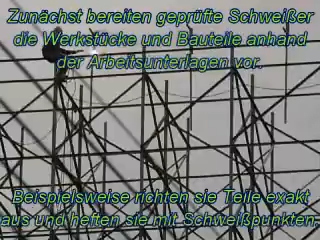 Zunächst bereiten geprüfte Schweißer
die Werkstücke und Bauteile anhand
der Arbeitsunterlagen vor.
Beispielsweise richten sie Teile exakt
aus und heften sie mit Schweißpunkten.